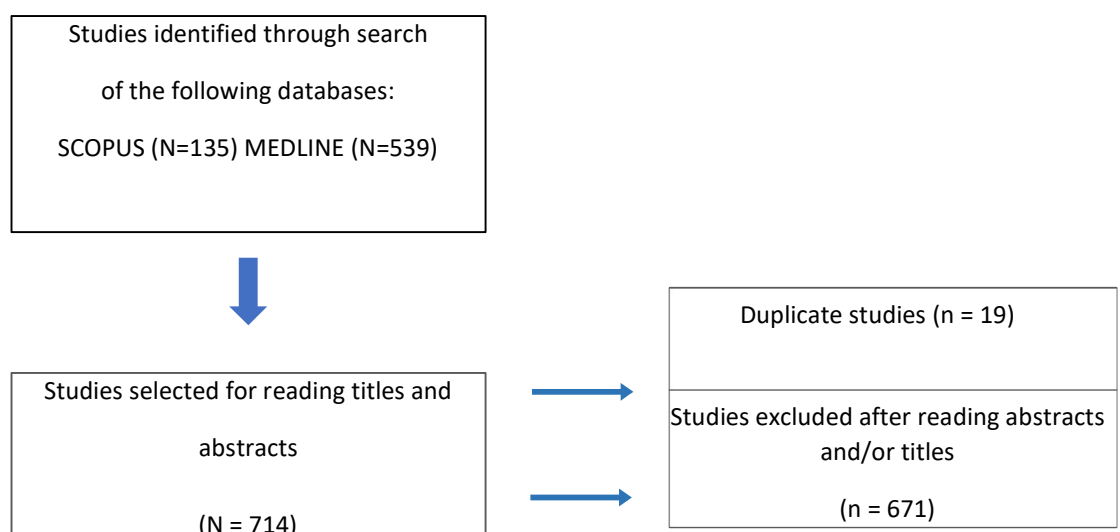 Studies identified through search
of the following databases:
SCOPUS (N=135) MEDLINE (N=539)
Duplicate studies (n = 19)
Studies selected for reading titles and
abstracts
(N = 714)
Studies excluded after reading abstracts
and/or titles
(n = 671)